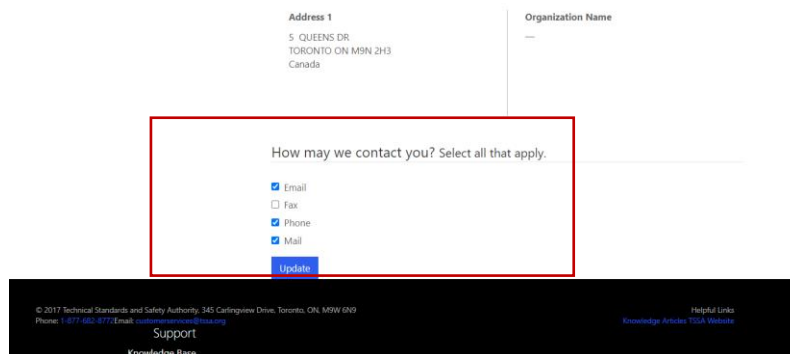 Address 1
5 QUEENS DR
TORONTO ON M9N 2H3
Canada
Organization Name
—
How may we contact you? Select all that apply.
Email
Fax
Phone
Mail
Update
© 2017 Technical Standards and Safety Authority, 345 Carlingview Drive, Toronto, ON, M9W 6N9
Phone: 1-877-682-8772Email: customerservices@tssa.org
Helpful Links
Knowledge Articles TSSA Website
Support
Knowledge Base